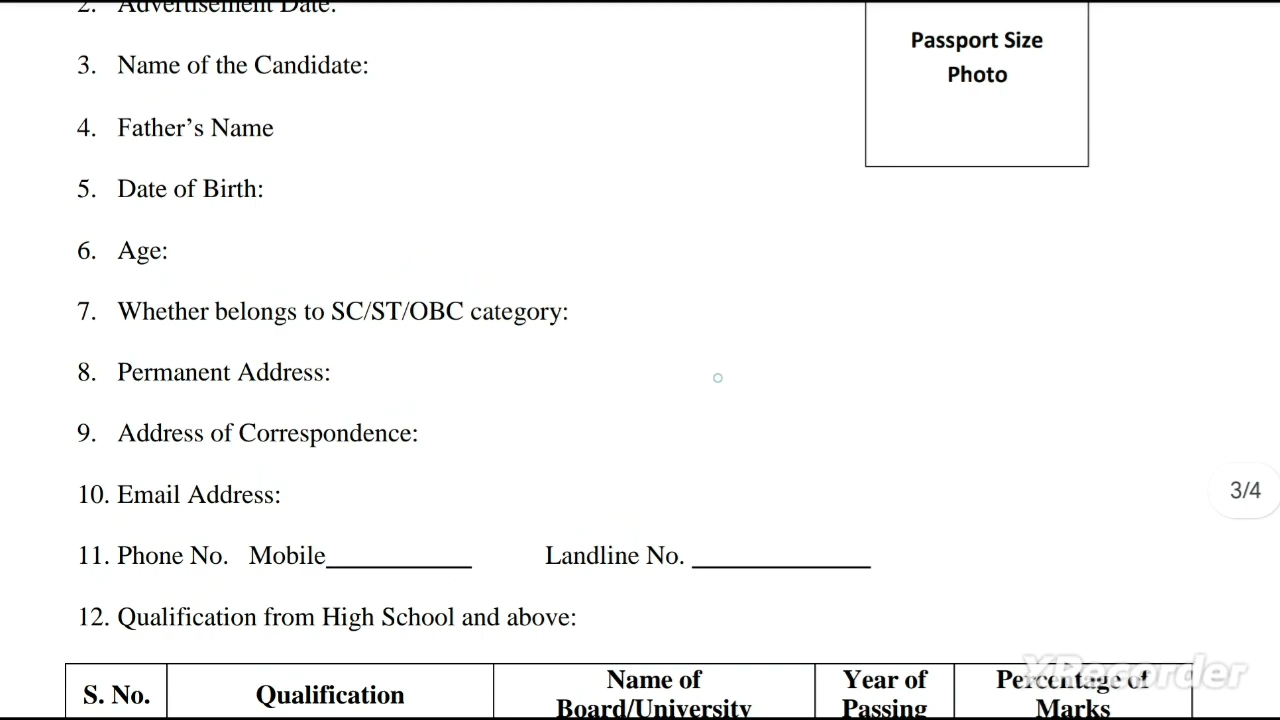 2. Advertisement Date:
Passport Size
Photo
3. Name of the Candidate:
4. Father’s Name
5. Date of Birth:
6. Age:
7. Whether belongs to SC/ST/OBC category:
8. Permanent Address:
9. Address of Correspondence:
10. Email Address:
3/4
11. Phone No. Mobile___________ Landline No. _____________
12. Qualification from High School and above:
S. No. Qualification
Name of
Board/University
Year of
Passing
Percentage of
Marks
XRecorder